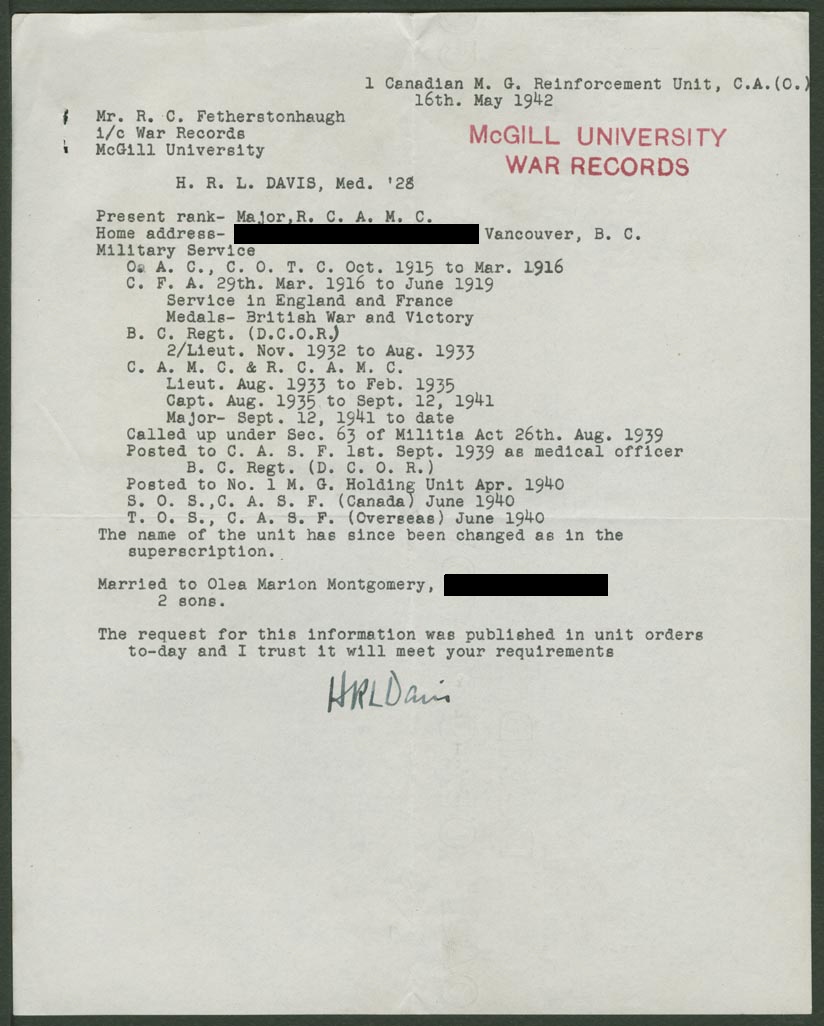 1 Canadian M. G. Reinforcement Unit, C.A.(O.)
16th. May 1942
Mr. R. C. Fetherstonhaugh
i/c War Records
McGill University
McGILL UNIVERSITY
WAR RECORDS
H. R. L. DAVIS, Med. '28
Present rank- Major,R. C. A. M. C.
Home address- Vancouver, B. C.
Military Service
O. A. C., C. O. T. C. Oct. 1915 to Mar. 1916
C. F. A. 29th. Mar. 1916 to June 1919
Service in England and France
Medals- British War and Victory
B. C. Regt. (D.C.O.R.)
2/Lieut. Nov. 1932 to Aug. 1933
C. A. M. C. & R. C. A. M. C.
Lieut. Aug. 1933 to Feb. 1935
Capt. Aug. 1935 to Sept. 12, 1941
Major- Sept. 12, 1941 to date
Called up under Sec. 63 of Militia Act 26th. Aug. 1939
Posted to C. A. S. F. 1st. Sept. 1939 as medical officer
B. C. Regt. (D. C. O. R.)
Posted to No. 1 M. G. Holding Unit Apr. 1940
S. O. S.,C. A. S. F. (Canada) June 1940
T. O. S., C. A. S. F. (Overseas) June 1940
The name of the unit has since been changed as in the
superscription.
Married to Olea Marion Montgomery,
2 sons.
The request for this information was published in unit orders
to-day and I trust it will meet your requirements
HRLDavis